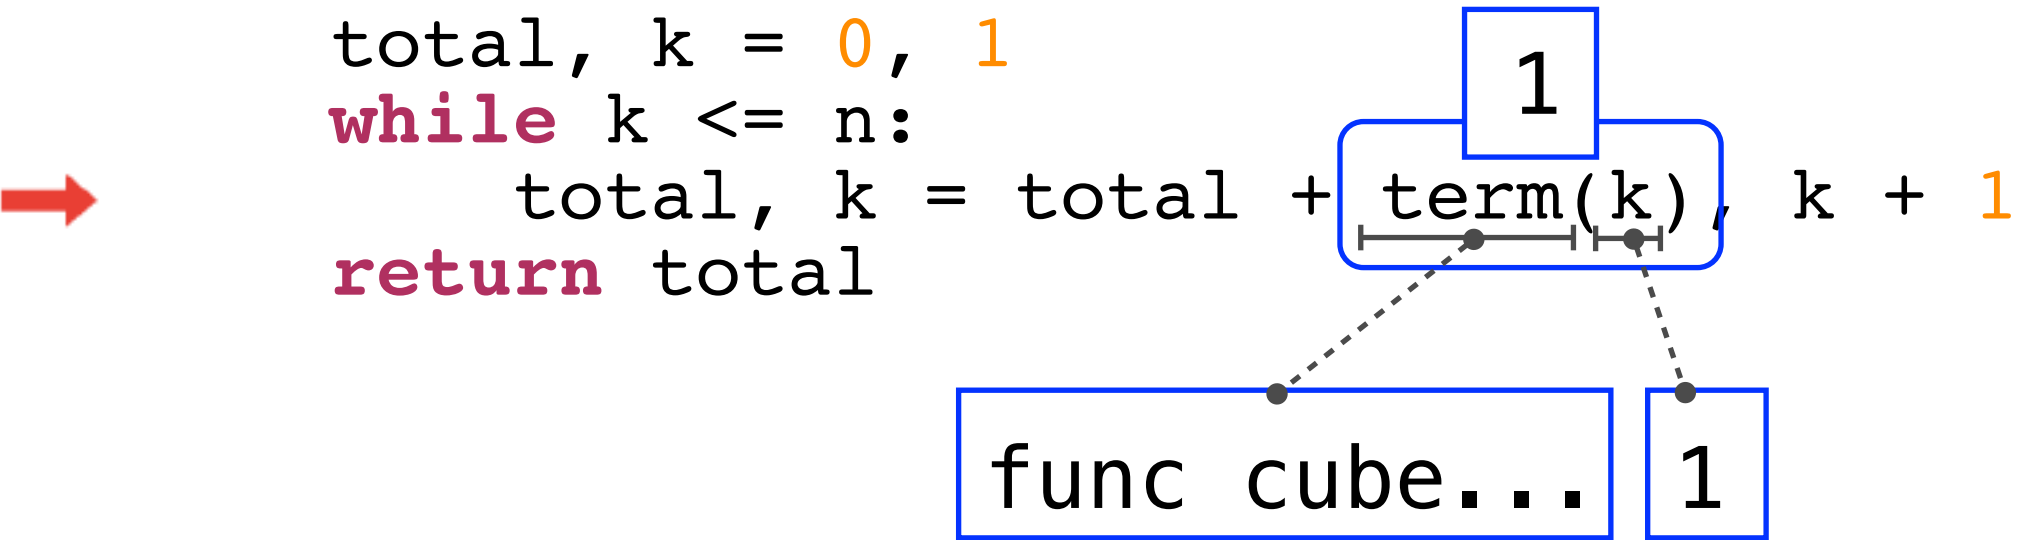 total, k = 0, 1
1
while k <= n:
total, k = total + term(k), k + 1
return total
func cube...
1